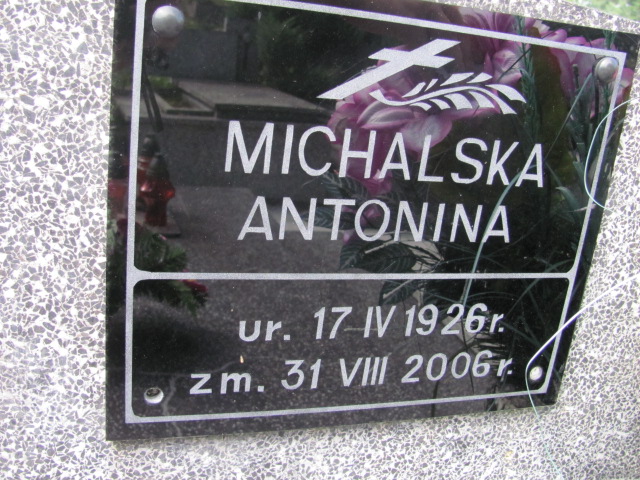 MICHALSKA
ANTONINA
ur. 17 IV 1926r.
zm. 31 VIII 2006r.